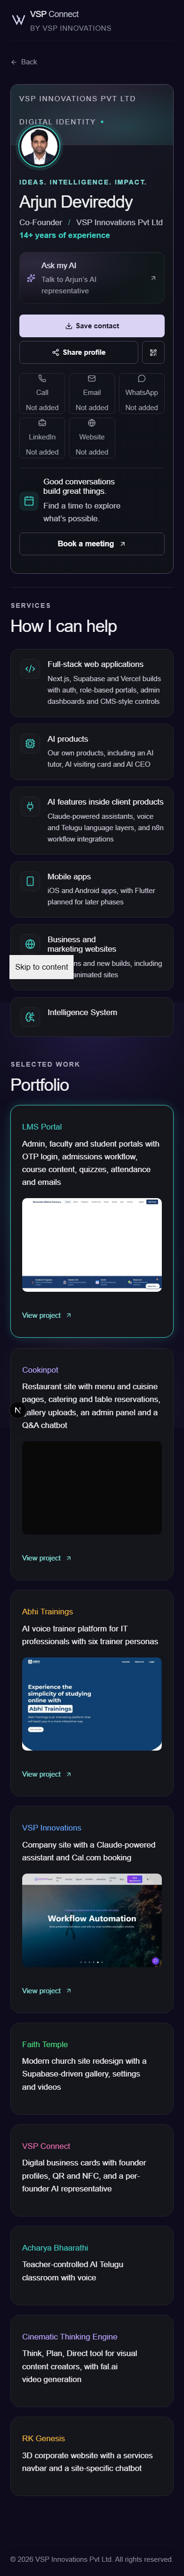 VSP Connect
BY VSP INNOVATIONS
Back
VSP INNOVATIONS PVT LTD
DIGITAL IDENTITY
IDEAS. INTELLIGENCE. IMPACT.
Arjun Devireddy
Co-Founder / VSP Innovations Pvt Ltd
14+ years of experience
Ask my AI
Talk to Arjun's AI
representative
Save contact
Share profile
Call
Not added
Email
Not added
WhatsApp
Not added
LinkedIn
Not added
Website
Not added
Good conversations
build great things.
Find a time to explore
what's possible.
Book a meeting
SERVICES
How I can help
Full-stack web applications
Next.js, Supabase and Vercel builds
with auth, role-based portals, admin
dashboards and CMS-style controls
AI products
Our own products, including an AI
tutor, AI visiting card and AI CEO
AI features inside client products
Claude-powered assistants, voice
and Telugu language layers, and n8n
workflow integrations
Mobile apps
iOS and Android apps, with Flutter
planned for later phases
Business and
marketing websites
ns and new builds, including
animated sites
Skip to content
Intelligence System
SELECTED WORK
Portfolio
LMS Portal
Admin, faculty and student portals with
OTP login, admissions workflow,
course content, quizzes, attendance
and emails
View project
Cookinpot
Restaurant site with menu and cuisine
pages, catering and table reservations,
gallery uploads, an admin panel and a
Q&A chatbot
View project
Abhi Trainings
AI voice trainer platform for IT
professionals with six trainer personas
Experience the
simplicity of studying
online with
Abhi Trainings
View project
VSP Innovations
Company site with a Claude-powered
assistant and Cal.com booking
Workflow Automation
View project
Faith Temple
Modern church site redesign with a
Supabase-driven gallery, settings
and videos
VSP Connect
Digital business cards with founder
profiles, QR and NFC, and a per-
founder AI representative
Acharya Bhaarathi
Teacher-controlled AI Telugu
classroom with voice
Cinematic Thinking Engine
Think, Plan, Direct tool for visual
content creators, with fal.ai
video generation
RK Genesis
3D corporate website with a services
navbar and a site-specific chatbot
© 2026 VSP Innovations Pvt Ltd. All rights reserved.